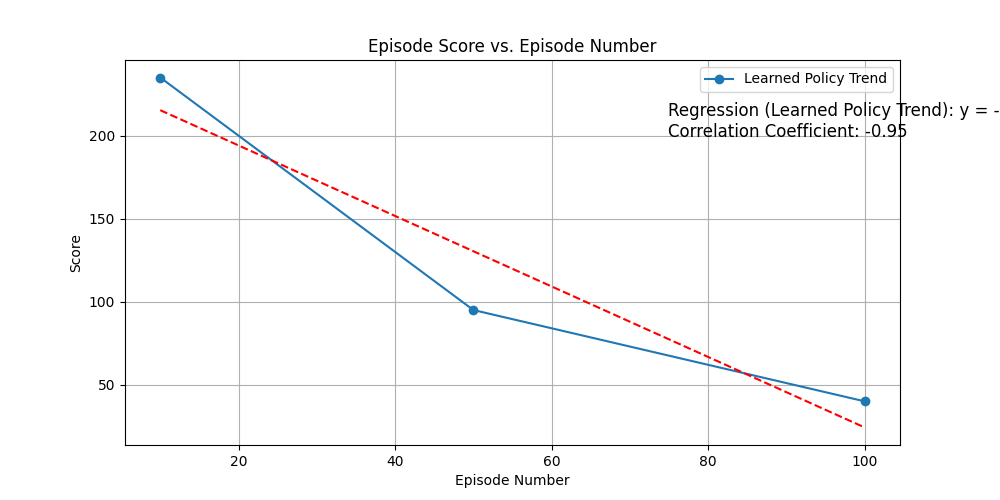 Episode Score vs. Episode Number
Learned Policy Trend
Regression (Learned Policy Trend): y = -
Correlation Coefficient: -0.95
200
150
100
50
Score
20 40 60 80 100
Episode Number